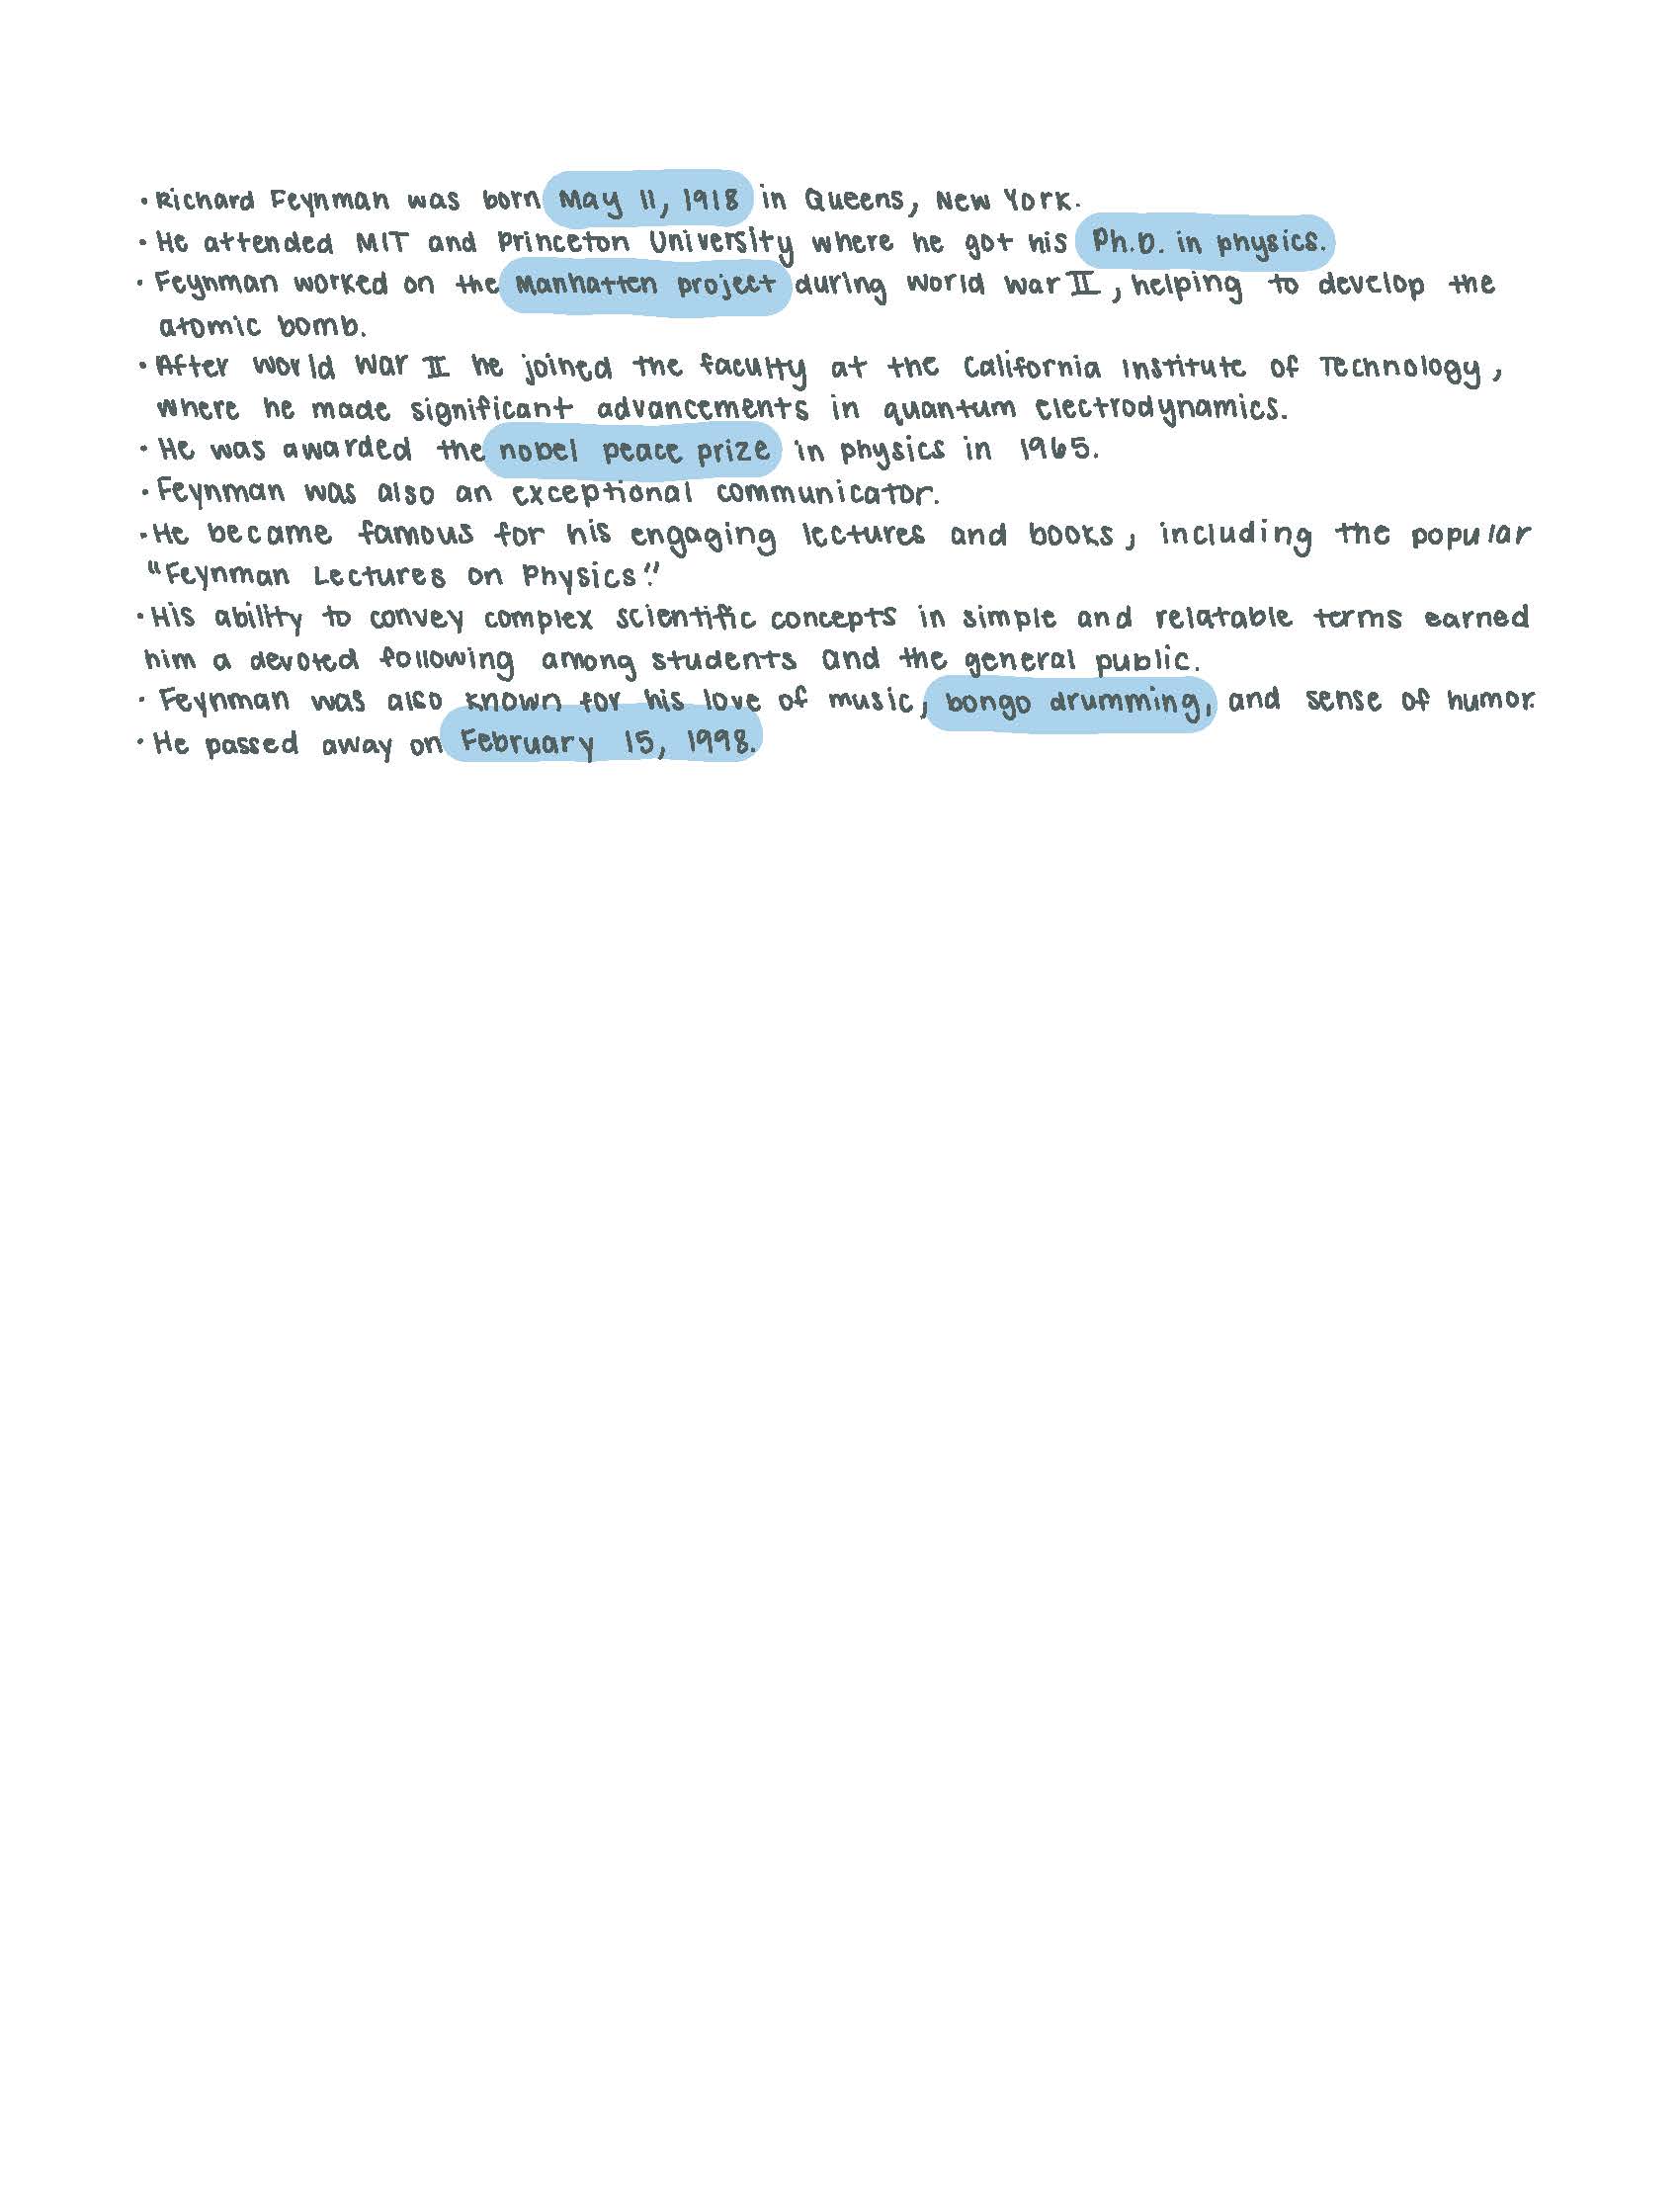 • Richard Feynman was born May 11, 1918 in Queens, New York.
• He attended MIT and Princeton University where he got his Ph.D. in physics.
• Feynman worked on the Manhatten project during world war II, helping to develop the
atomic bomb.
• After world war II he joined the faculty at the California Institute of Technology,
where he made significant advancements in quantum electrodynamics.
• He was awarded the nobel peace prize in physics in 1965.
• Feynman was also an exceptional communicator.
• He became famous for his engaging lectures and books, including the popular
"Feynman Lectures on Physics."
• His ability to convey complex scientific concepts in simple and relatable terms earned
him a devoted following among students and the general public.
• Feynman was also known for his love of music, bongo drumming, and sense of humor.
• He passed away on February 15, 1998.